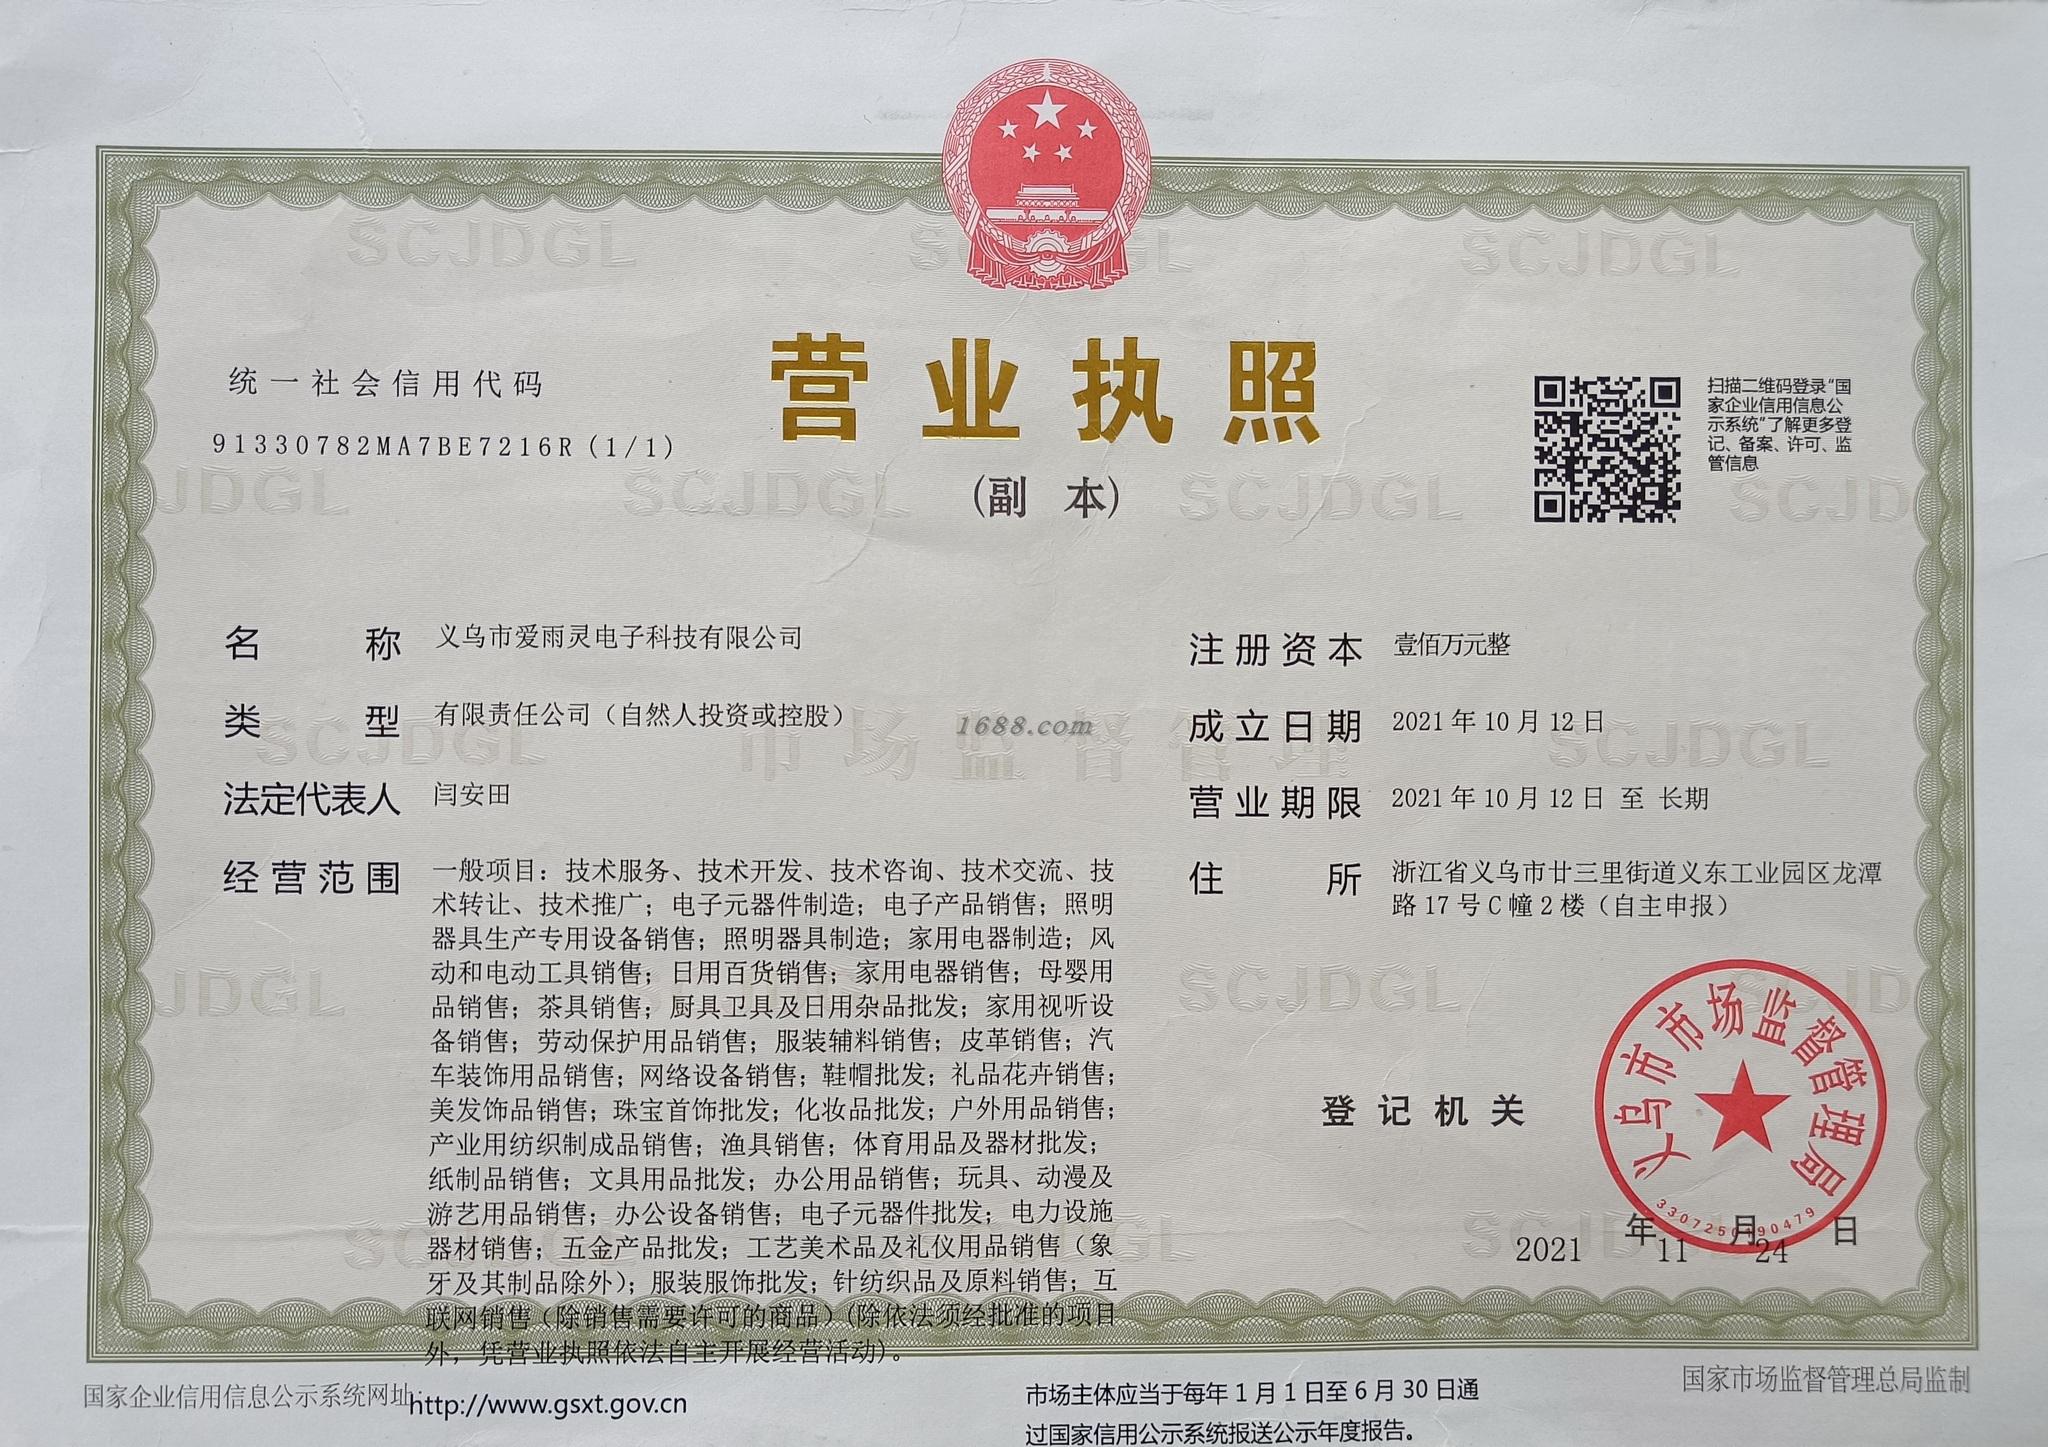 营业执照
(副 本)
统一社会信用代码
91330782MA7BE7216R(1/1)
扫描二维码登录“国
家企业信用信息公
示系统”了解更多登
记、备案、许可、监
管信息
名 称 义乌市爱雨灵电子科技有限公司
类 型 有限责任公司（自然人投资或控股）
法定代表人 闫安田
经营范围 一般项目：技术服务、技术开发、技术咨询、技术交流、技
术转让、技术推广；电子元器件制造；电子产品销售；照明
器具生产专用设备销售；照明器具制造；家用电器制造；风
动和电动工具销售；日用百货销售；家用电器销售；母婴用
品销售；茶具销售；厨具卫具及日用杂品批发；家用视听设
备销售；劳动保护用品销售；服装辅料销售；皮革销售；汽
车装饰用品销售；网络设备销售；鞋帽批发；礼品花卉销售；
美发饰品销售；珠宝首饰批发；化妆品批发；户外用品销售；
产业用纺织制成品销售；渔具销售；体育用品及器材批发；
纸制品销售；文具用品批发；办公用品销售；玩具、动漫及
游艺用品销售；办公设备销售；电子元器件批发；电力设施
器材销售；五金产品批发；工艺美术品及礼仪用品销售（象
牙及其制品除外）；服装服饰批发；针纺织品及原料销售；互
联网销售（除销售需要许可的商品）(除依法须经批准的项目
外，凭营业执照依法自主开展经营活动)。
注册资本 壹佰万元整
成立日期 2021年10月12日
营业期限 2021年10月12日 至 长期
住 所 浙江省义乌市廿三里街道义东工业园区龙潭
路17号C幢2楼（自主申报）
1688.com
市场监督管理
SCJDGL
登记机关
义乌市市场监督管理局
2021 年 11 月 24 日
国家企业信用信息公示系统网址：http://www.gsxt.gov.cn
市场主体应当于每年1月1日至6月30日通
过国家信用公示系统报送公示年度报告。
国家市场监督管理总局监制